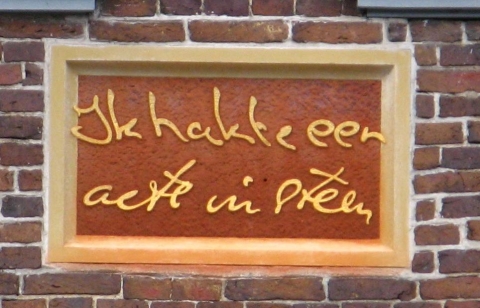 Ik hakte een
acte in steen